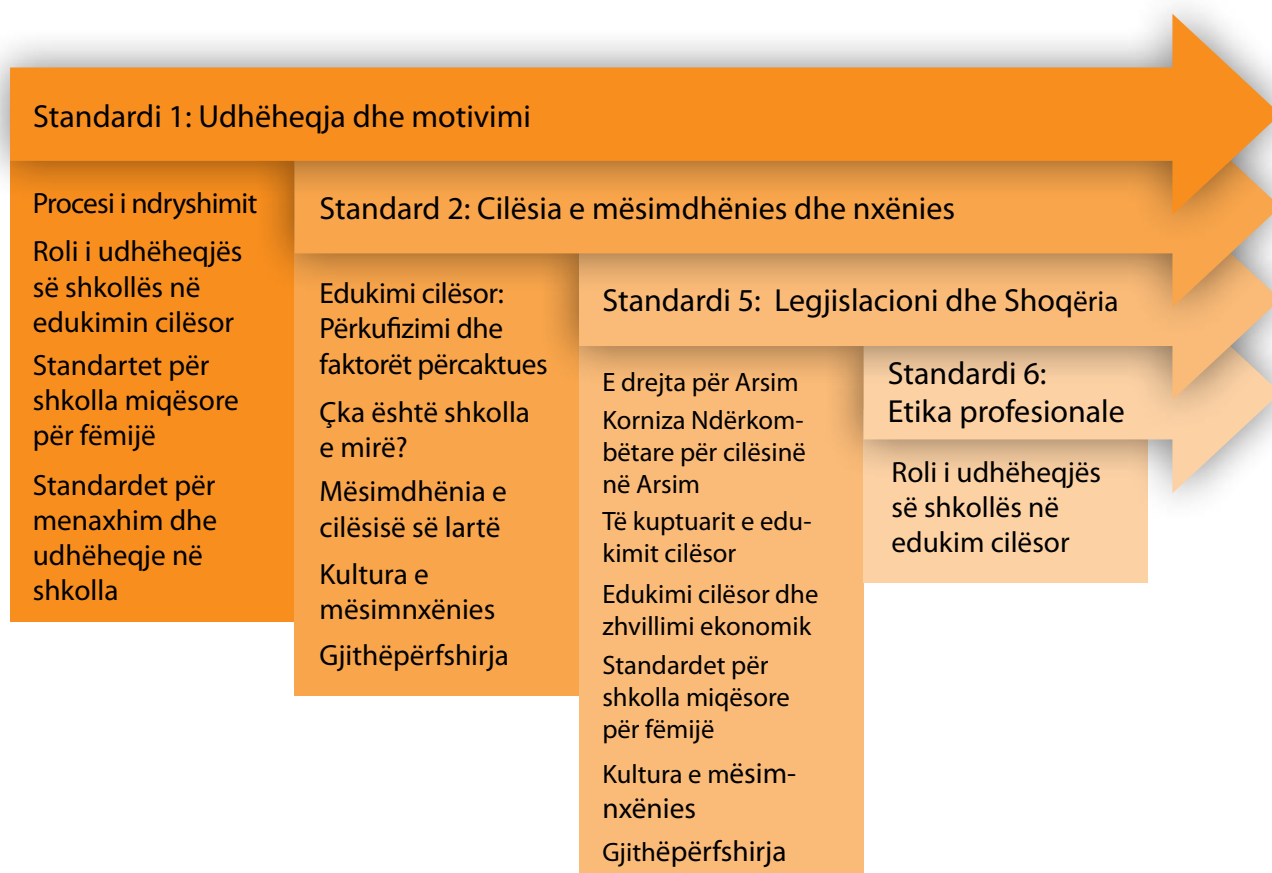 Standardi 1: Udhëheqja dhe motivimi
Procesi i ndryshimit
Roli i udhëheqjës
së shkollës në
edukimin cilësor
Standartet për
shkolla miqësore
për fëmijë
Standardet për
menaxhim dhe
udhëheqje në
shkolla
Standard 2: Cilësia e mësimdhënies dhe nxënies
Edukimi cilësor:
Përkufizimi dhe
faktorët përcaktues
Çka është shkolla
e mirë?
Mësimdhënia e
cilësisë së lartë
Kultura e
mësimnxënies
Gjithëpërfshirja
Standardi 5: Legjislacioni dhe Shoqëria
E drejta për Arsim
Korniza Ndërkom-
bëtare për cilësinë
në Arsim
Të kuptuarit e edu-
kimit cilësor
Edukimi cilësor dhe
zhvillimi ekonomik
Standardet për
shkolla miqësore
për fëmijë
Kultura e mësim-
nxënies
Gjithëpërfshirja
Standardi 6:
Etika profesionale
Roli i udhëheqjës
së shkollës në
edukim cilësor